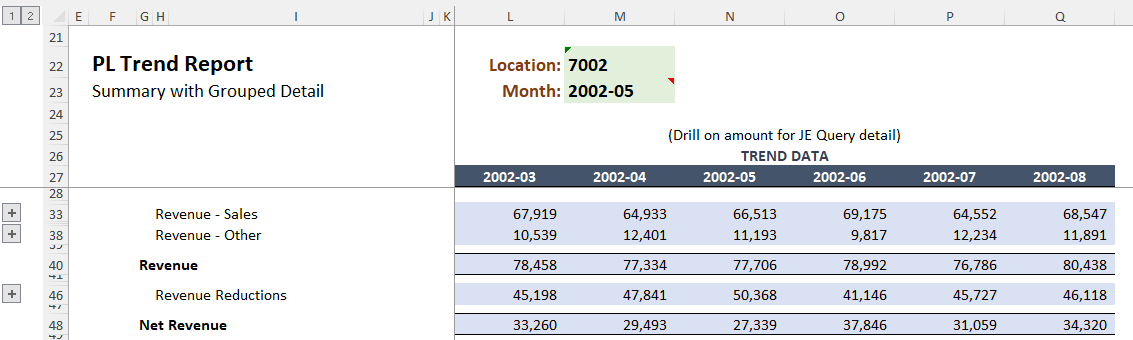 1 2 E F G H I J K L M N O P Q
21
22 PL Trend Report Location: 7002
23 Summary with Grouped Detail Month: 2002-05
24
25 (Drill on amount for JE Query detail)
26 TREND DATA
27 2002-03 2002-04 2002-05 2002-06 2002-07 2002-08
28
+ 33 Revenue - Sales 67,919 64,933 66,513 69,175 64,552 68,547
+ 38 Revenue - Other 10,539 12,401 11,193 9,817 12,234 11,891
40 Revenue 78,458 77,334 77,706 78,992 76,786 80,438
+ 46 Revenue Reductions 45,198 47,841 50,368 41,146 45,727 46,118
48 Net Revenue 33,260 29,493 27,339 37,846 31,059 34,320